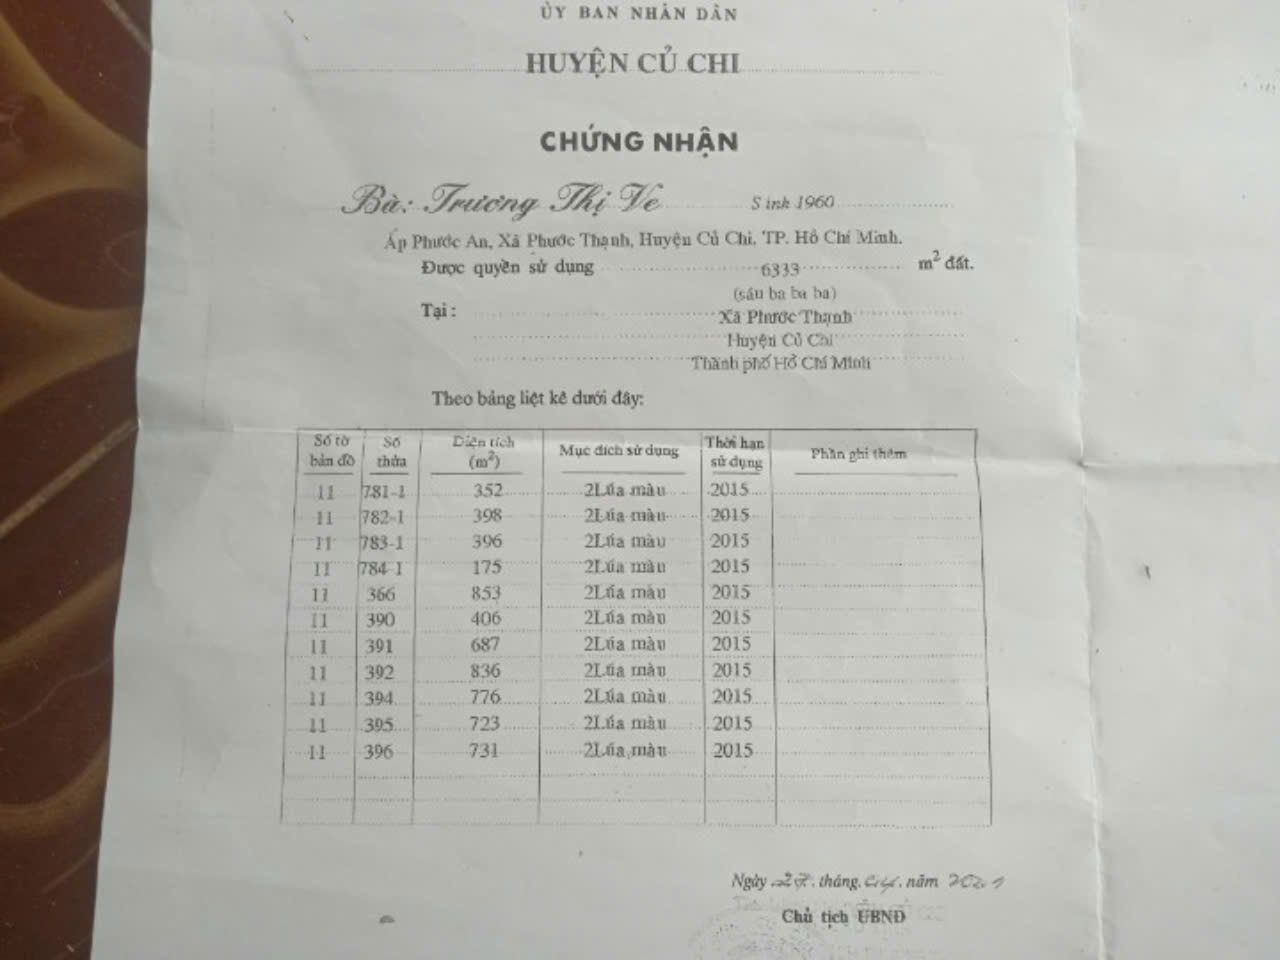 ỦY BAN NHÂN DÂN
HUYỆN CỦ CHI
CHỨNG NHẬN
Bà: Trương Thị Ve Sinh 1960
Ấp Phước An, Xã Phước Thạnh, Huyện Củ Chi, TP. Hồ Chí Minh.
Được quyền sử dụng 6333 m² đất.
(sáu ba ba ba)
Tại : Xã Phước Thạnh
Huyện Củ Chi
Thành phố Hồ Chí Minh
Theo bảng liệt kê dưới đây:
Số tờ bản đồ Số thửa Diện tích (m²) Mục đích sử dụng Thời hạn sử dụng Phần ghi thêm
11 781-1 352 2Lúa màu 2015
11 782-1 398 2Lúa màu 2015
11 783-1 396 2Lúa màu 2015
11 784-1 175 2Lúa màu 2015
11 366 853 2Lúa màu 2015
11 390 406 2Lúa màu 2015
11 391 687 2Lúa màu 2015
11 392 836 2Lúa màu 2015
11 394 776 2Lúa màu 2015
11 395 723 2Lúa màu 2015
11 396 731 2Lúa màu 2015
Ngày 27 tháng 04 năm 2001
Chủ tịch UBND